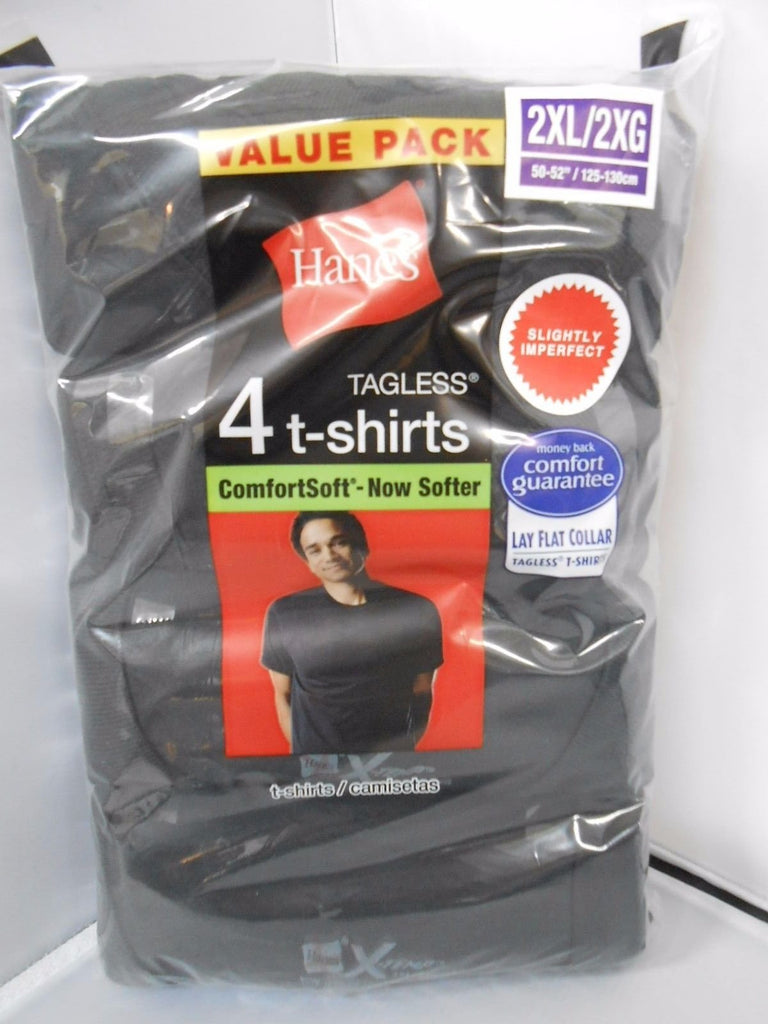 VALUE PACK
2XL/2XG
50-52" / 125-130cm
Hanes
SLIGHTLY
IMPERFECT
TAGLESS®
4 t-shirts
money back
comfort
guarantee
ComfortSoft®- Now Softer
LAY FLAT COLLAR
TAGLESS® T-SHIRT
Hanes
t-shirts / camisetas